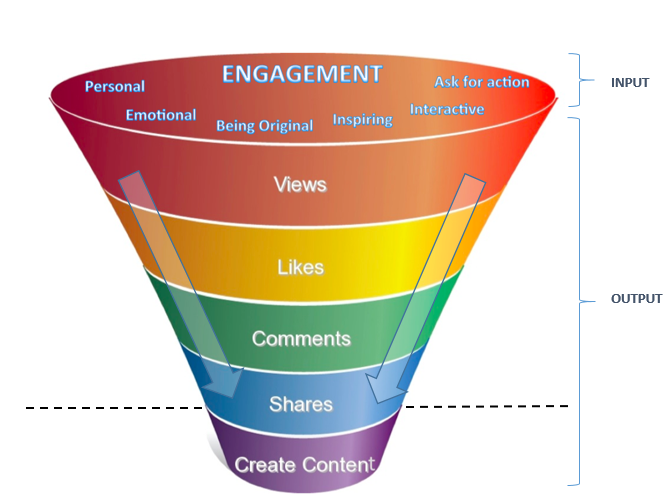 ENGAGEMENT
Personal
Ask for action
Emotional
Being Original
Inspiring
Interactive
INPUT
Views
Likes
OUTPUT
Comments
Shares
Create Content